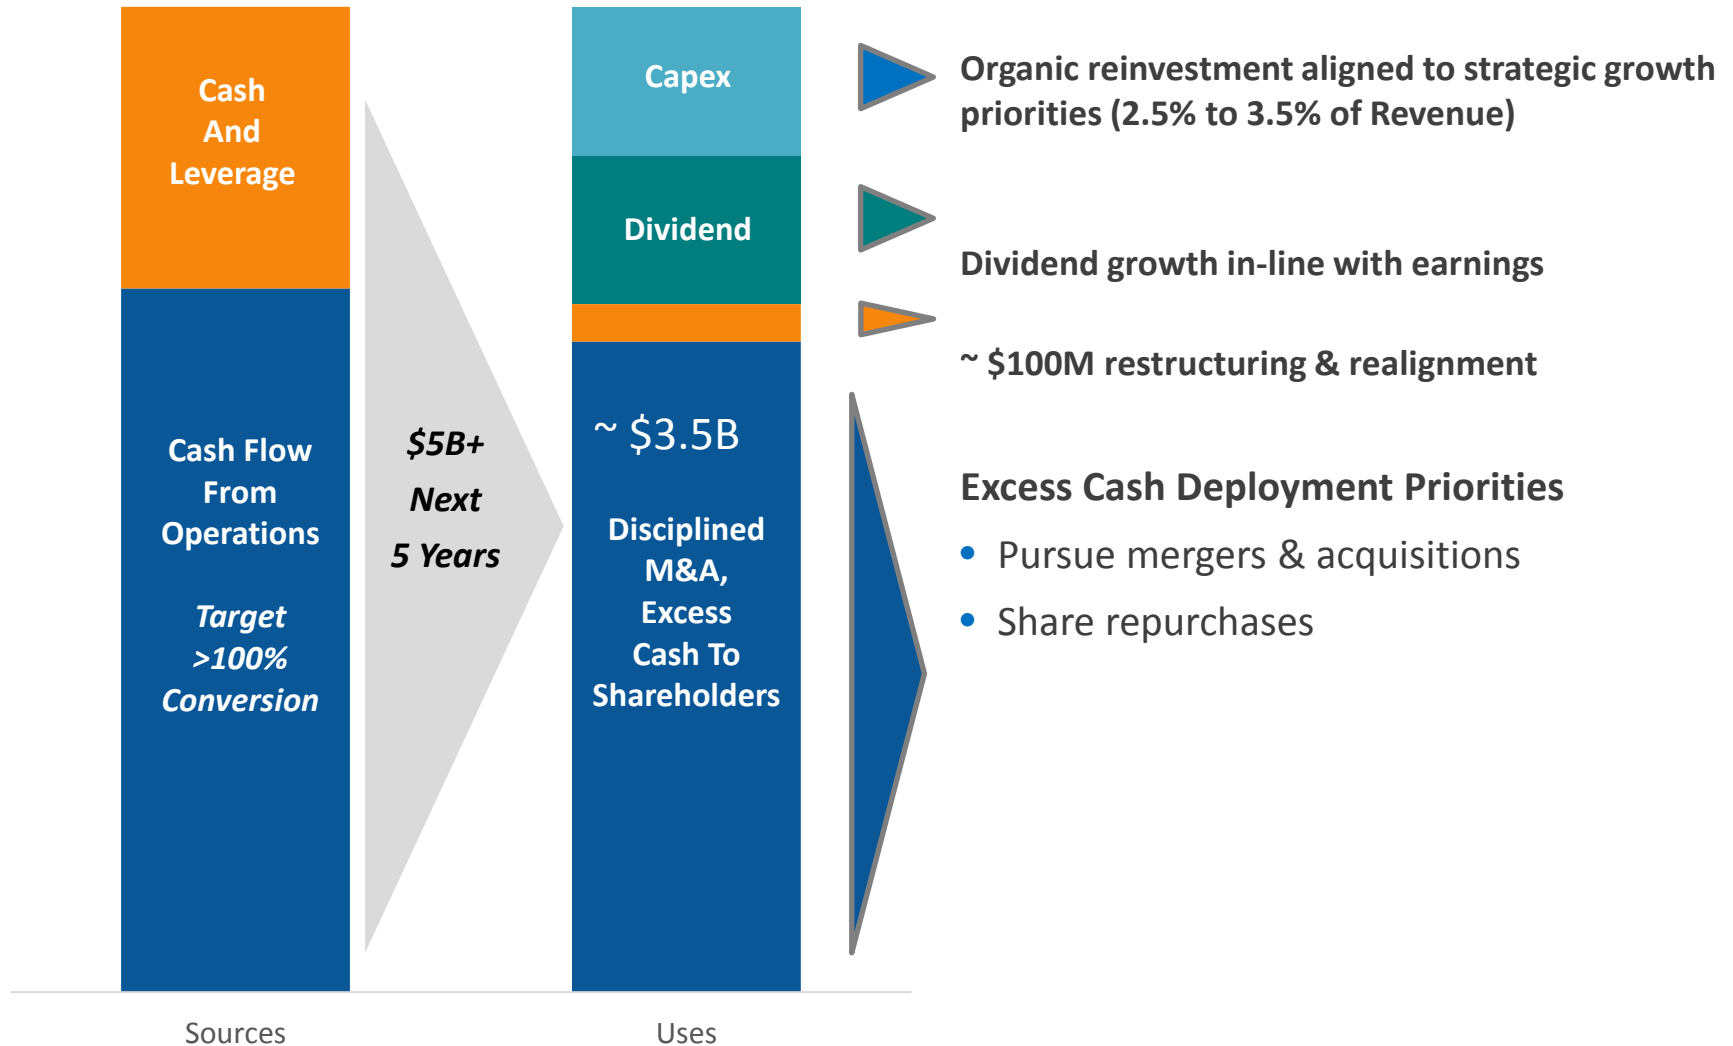 Cash
And
Leverage
Cash Flow
From
Operations
Target
>100%
Conversion
$5B+
Next
5 Years
Capex
Dividend
~ $3.5B
Disciplined
M&A,
Excess
Cash To
Shareholders
Organic reinvestment aligned to strategic growth
priorities (2.5% to 3.5% of Revenue)
Dividend growth in-line with earnings
~ $100M restructuring & realignment
Excess Cash Deployment Priorities
• Pursue mergers & acquisitions
• Share repurchases
Sources
Uses